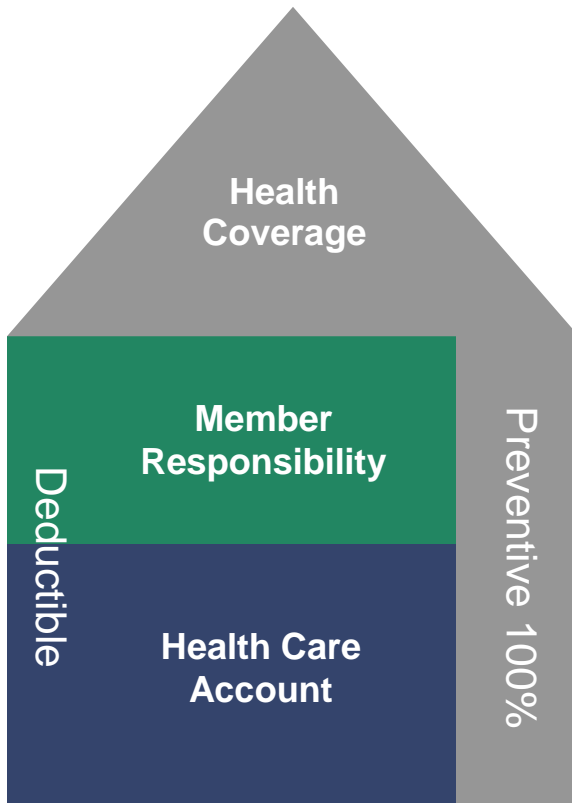 Health
Coverage
Member
Responsibility
Deductible
Health Care
Account
Preventive 100%